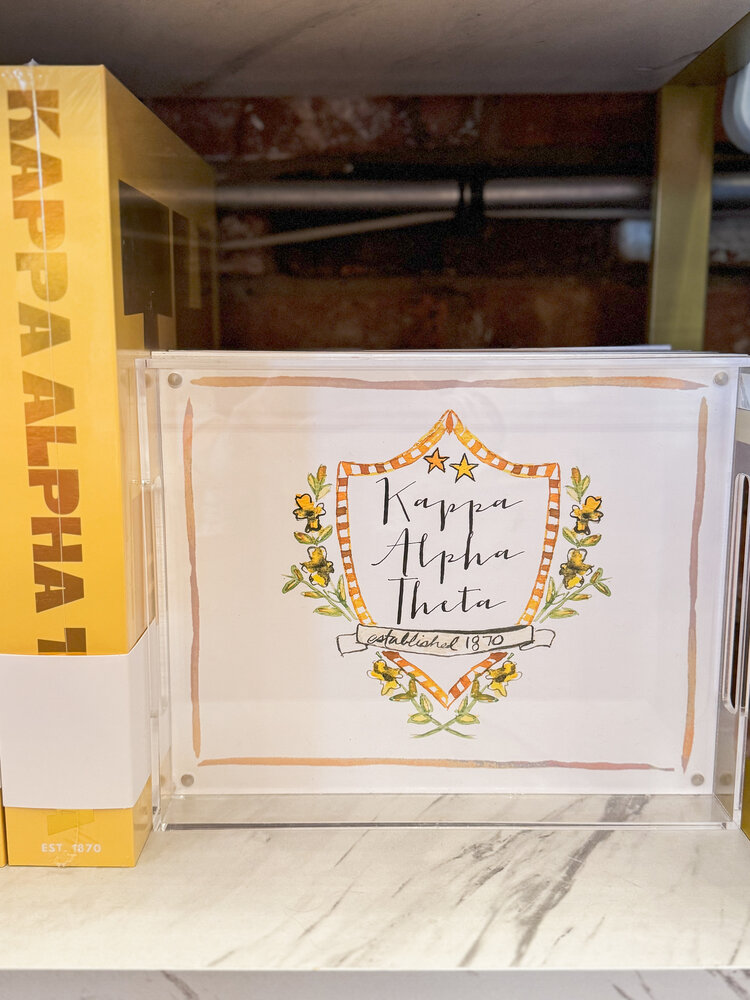 KAPPA ALPHA T
EST. 1870
Kappa
Alpha
Theta
established 1870